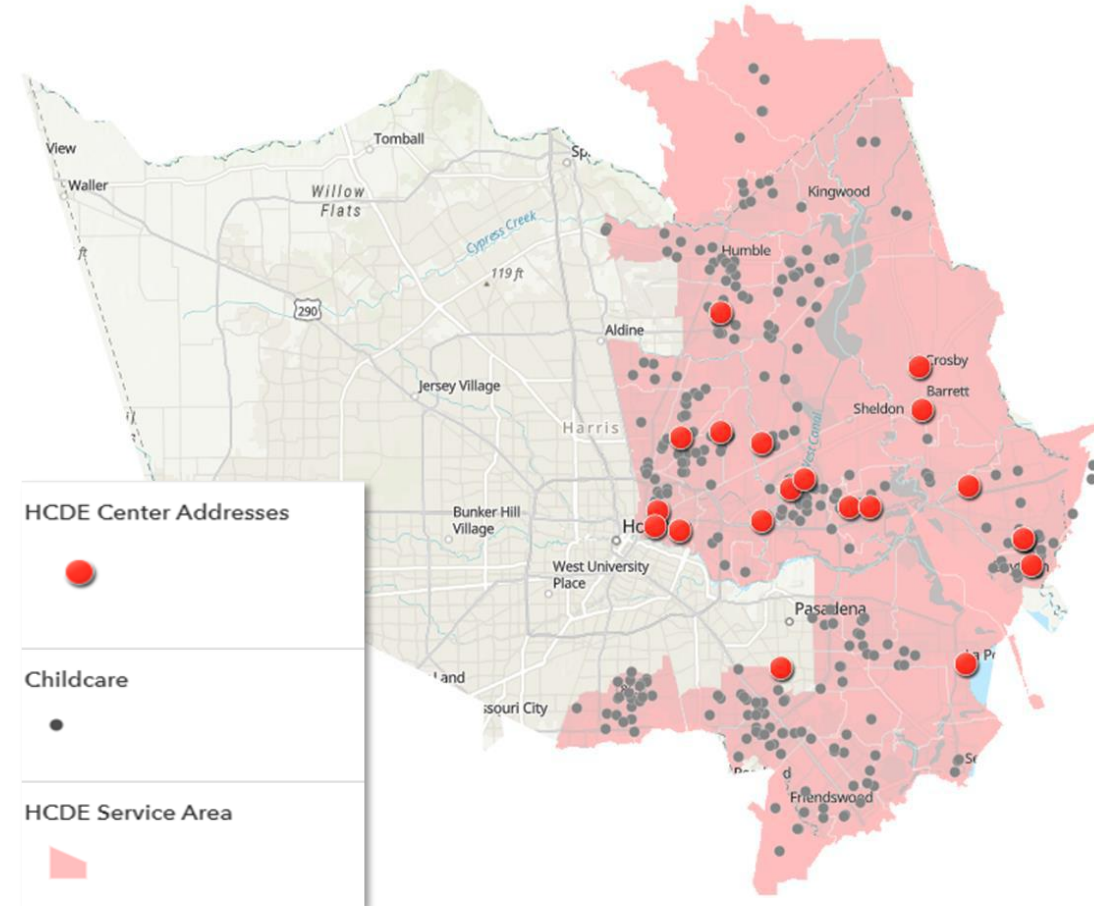 View
Tomball
Waller
Willow
Flats
Kingwood
Cypress Creek
Humble
119 ft
ft
290
Aldine
Crosby
Jersey Village
Barrett
Sheldon
Harris
HCDE Center Addresses
Bunker Hill
Village
West University
Place
Pasadena
Childcare
land
ssouri City
HCDE Service Area
Friendswood